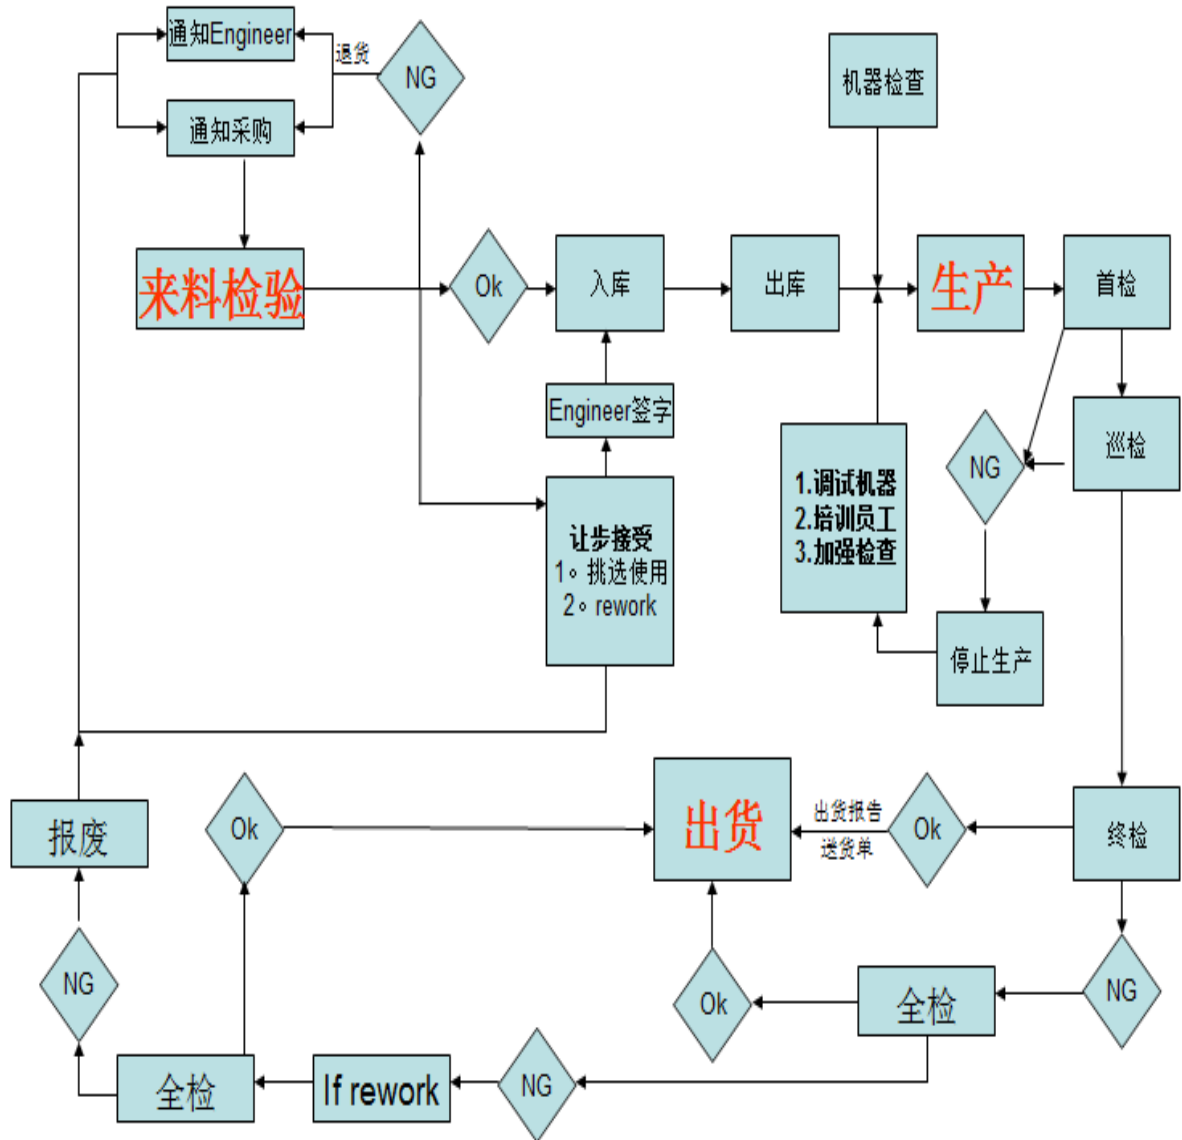 通知Engineer
退货
NG
机器检查
通知采购
来料检验
Ok
入库
出库
生产
首检
Engineer签字
巡检
NG
1.调试机器
2.培训员工
3.加强检查
让步接受
1。挑选使用
2。rework
停止生产
报废
Ok
出货
出货报告
送货单
Ok
终检
NG
Ok
全检
NG
全检
If rework
NG